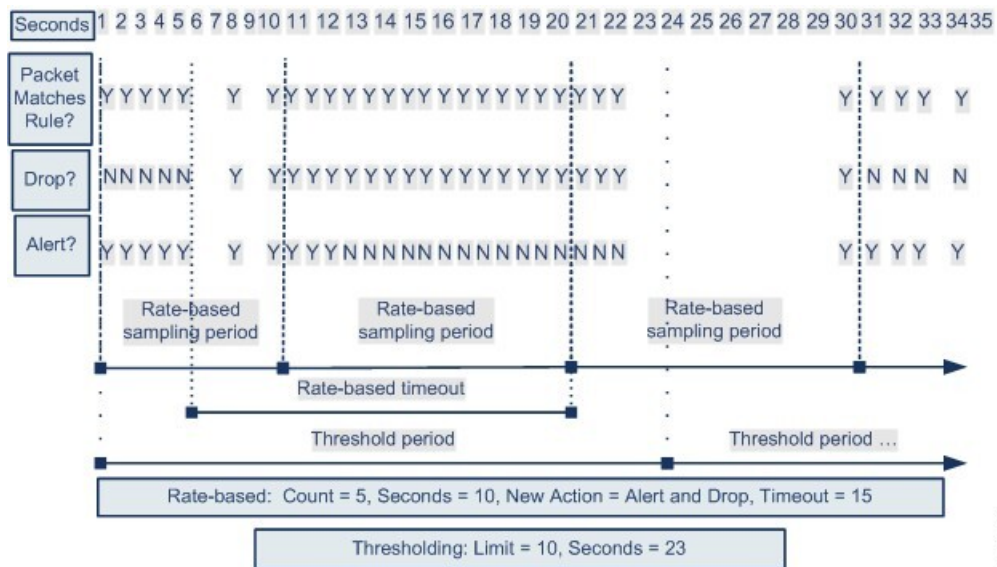 Seconds 1 2 3 4 5 6 7 8 9 10 11 12 13 14 15 16 17 18 19 20 21 22 23 24 25 26 27 28 29 30 31 32 33 34 35
Packet
Matches
Rule?
Y Y Y Y Y Y Y Y Y Y Y Y Y Y Y Y Y Y Y Y Y Y Y Y Y Y Y Y Y Y
Drop? N N N N N Y Y Y Y Y Y Y Y Y Y Y Y Y Y Y Y Y Y Y Y Y N N N N
Alert? Y Y Y Y Y Y Y Y Y Y N N N N N N N N N N N N N N N Y Y Y Y Y
Rate-based
sampling period
Rate-based
sampling period
Rate-based
sampling period
Rate-based timeout
Threshold period
Threshold period ...
Rate-based: Count = 5, Seconds = 10, New Action = Alert and Drop, Timeout = 15
Thresholding: Limit = 10, Seconds = 23